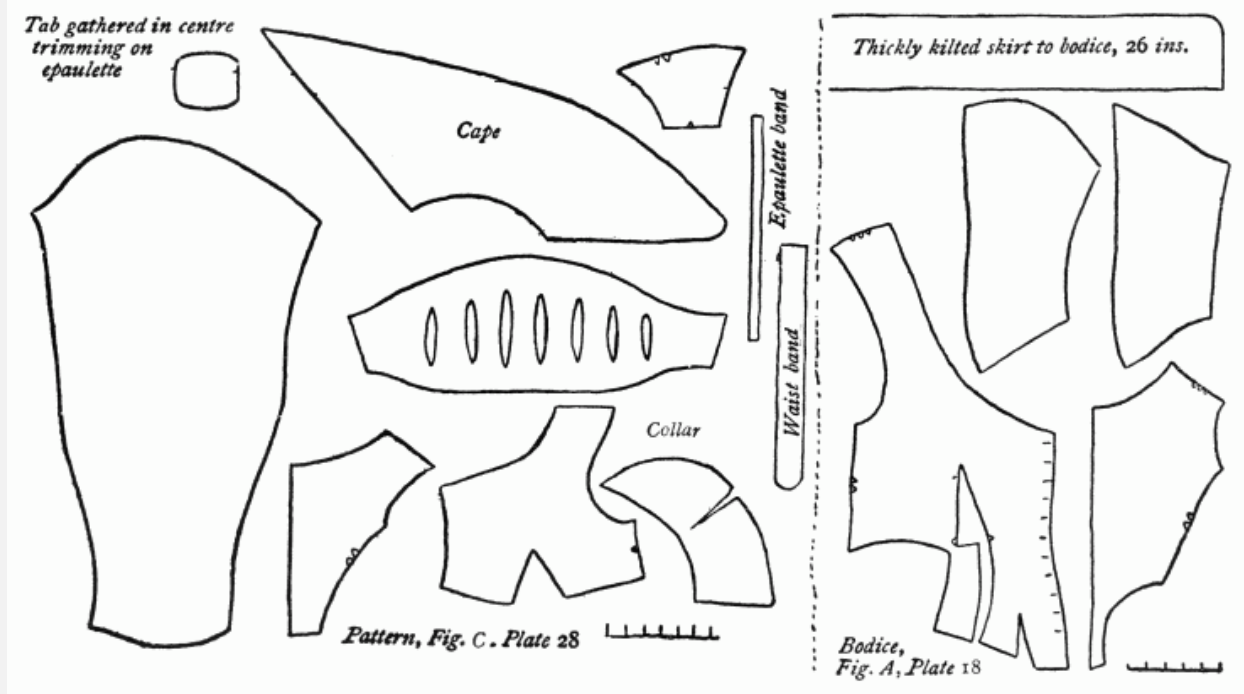 Tab gathered in centre
trimming on
epaulette
Cape
Epaulette band
Waist band
Collar
Pattern, Fig. C. Plate 28
Thickly kilted skirt to bodice, 26 ins.
Bodice,
Fig. A, Plate 18